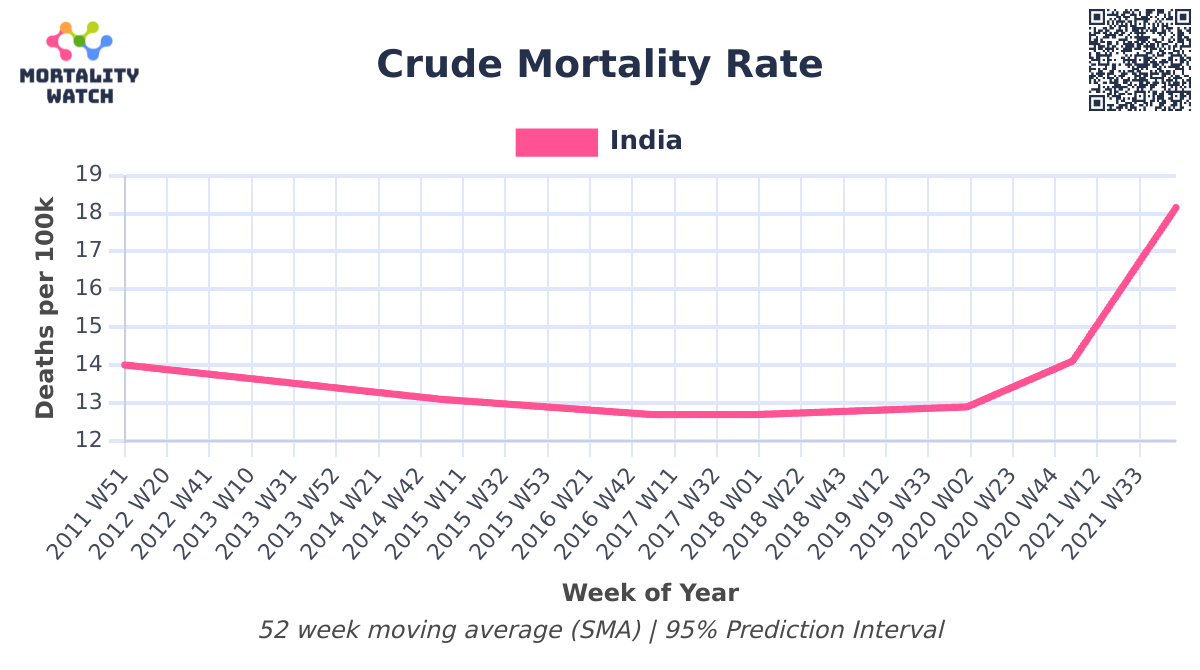 MORTALITY
WATCH
Crude Mortality Rate
India
Deaths per 100k
19
18
17
16
15
14
13
12
2011 W51
2012 W20
2012 W41
2013 W10
2013 W31
2013 W52
2014 W21
2014 W42
2015 W11
2015 W32
2015 W53
2016 W21
2016 W42
2017 W11
2017 W32
2018 W01
2018 W22
2018 W43
2019 W12
2019 W33
2020 W02
2020 W23
2020 W44
2021 W12
2021 W33
Week of Year
52 week moving average (SMA) | 95% Prediction Interval